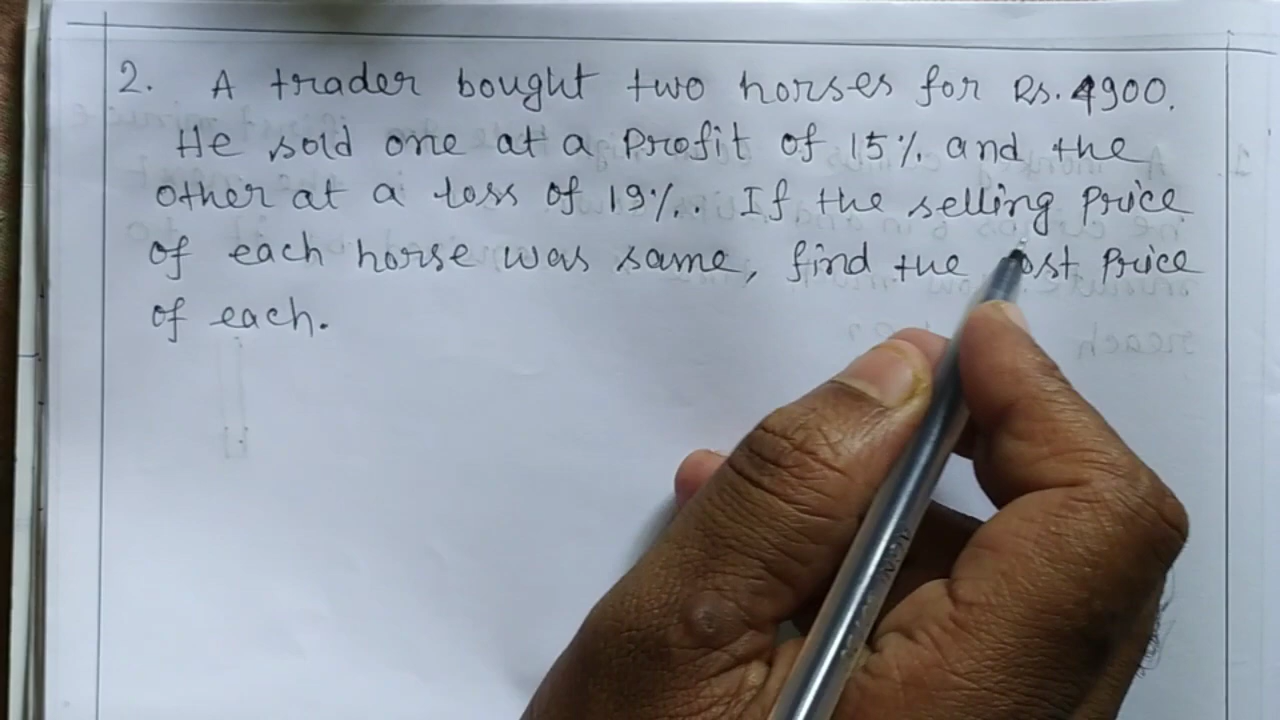 2. A trader bought two horses for Rs. 4900.
He sold one at a Profit of 15% and the
other at a loss of 19%. If the selling Price
of each horse was same, find the cost Price
of each.